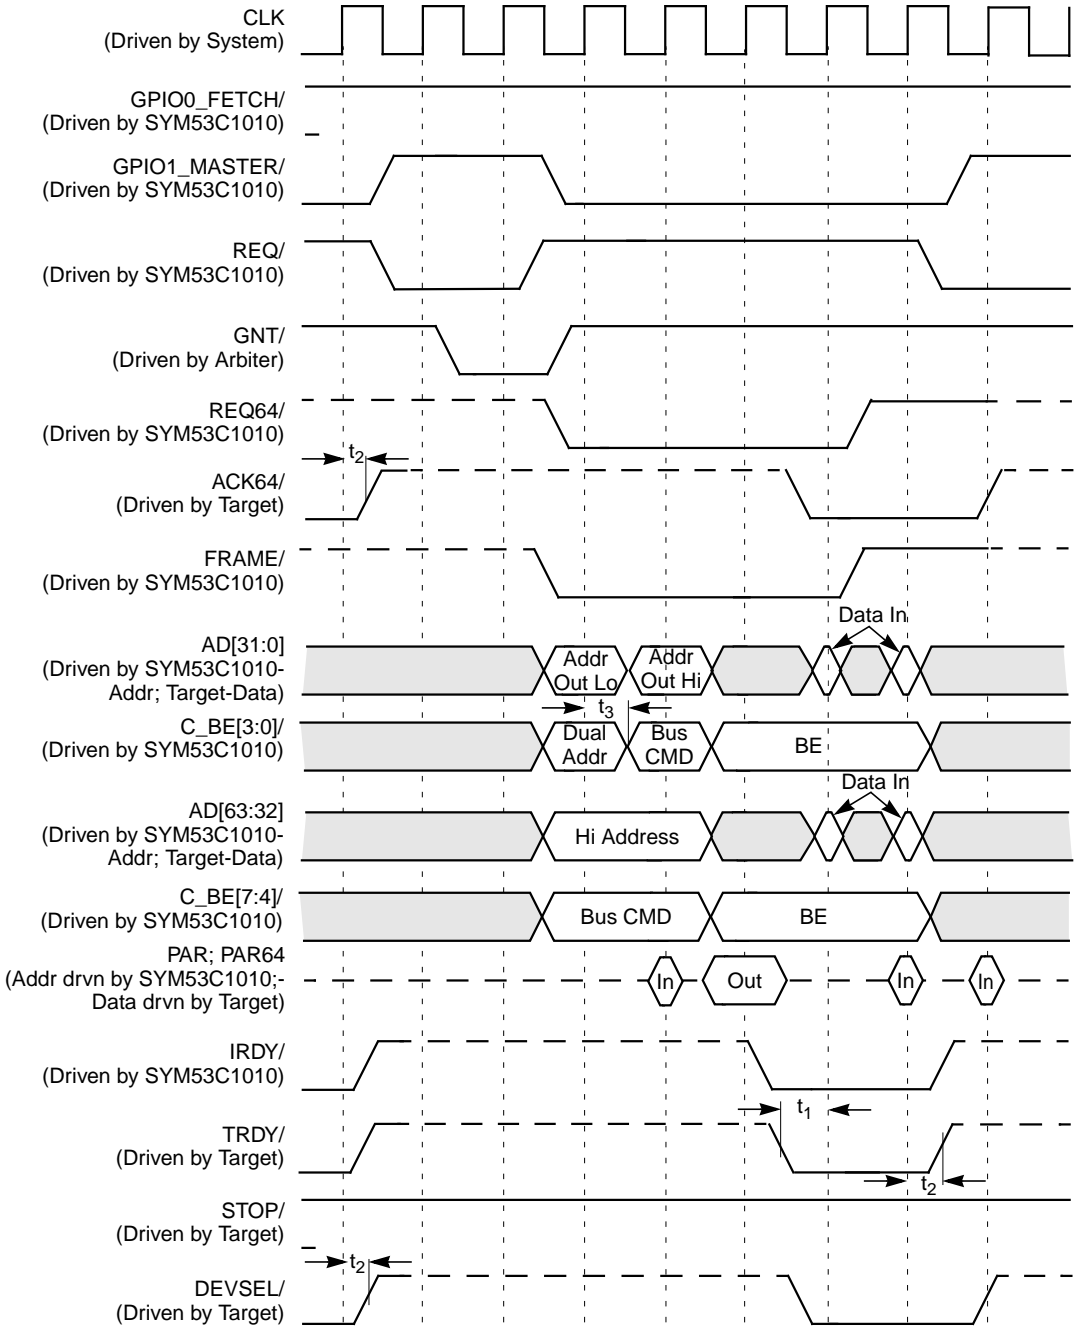 CLK
(Driven by System)
GPIO0_FETCH/
(Driven by SYM53C1010)
GPIO1_MASTER/
(Driven by SYM53C1010)
REQ/
(Driven by SYM53C1010)
GNT/
(Driven by Arbiter)
REQ64/
(Driven by SYM53C1010)
t2
ACK64/
(Driven by Target)
FRAME/
(Driven by SYM53C1010)
Data In
AD[31:0]
(Driven by SYM53C1010-
Addr; Target-Data)
Addr
Out Lo
Addr
Out Hi
t3
C_BE[3:0]/
(Driven by SYM53C1010)
Dual
Addr
Bus
CMD
BE
Data In
AD[63:32]
(Driven by SYM53C1010-
Addr; Target-Data)
Hi Address
C_BE[7:4]/
(Driven by SYM53C1010)
Bus CMD
BE
PAR; PAR64
(Addr drvn by SYM53C1010;-
Data drvn by Target)
In
Out
In
In
IRDY/
(Driven by SYM53C1010)
t1
TRDY/
(Driven by Target)
t2
STOP/
(Driven by Target)
t2
DEVSEL/
(Driven by Target)